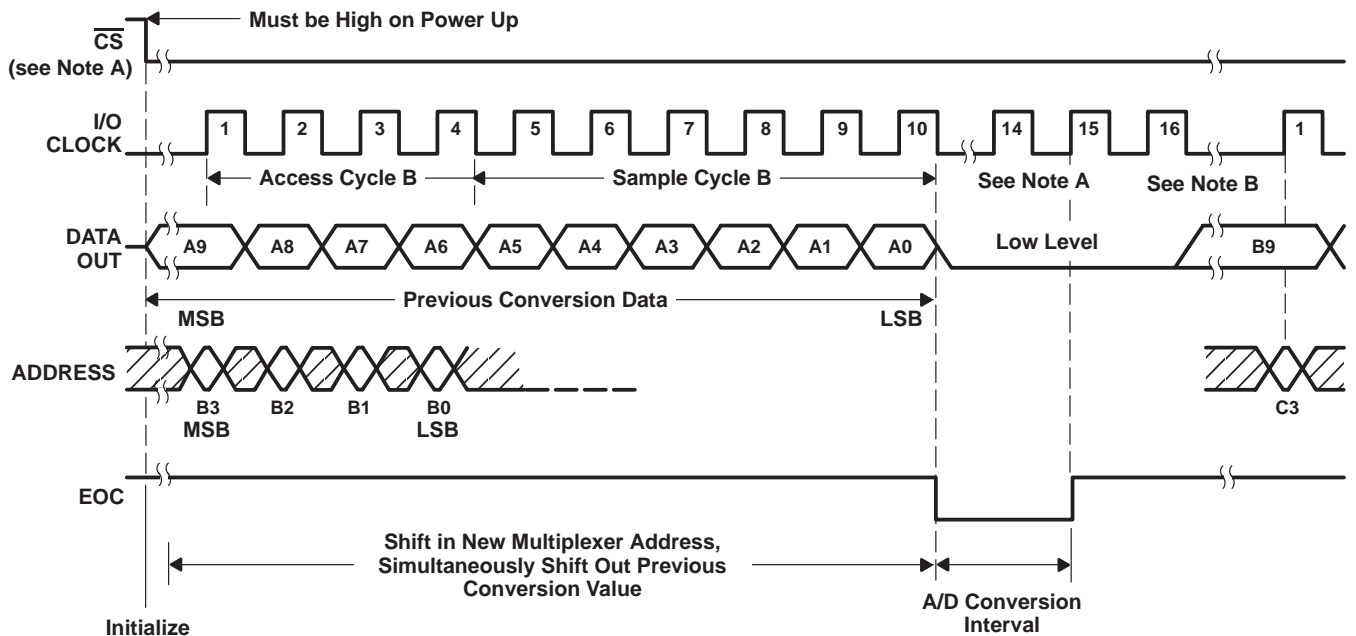 Must be High on Power Up
CS
(see Note A)
I/O
CLOCK
1 2 3 4 5 6 7 8 9 10 14 15 16 1
Access Cycle B
Sample Cycle B
See Note A
See Note B
DATA
OUT
A9 A8 A7 A6 A5 A4 A3 A2 A1 A0
Low Level
B9
Previous Conversion Data
MSB
LSB
ADDRESS
B3 B2 B1 B0
MSB LSB
C3
EOC
Shift in New Multiplexer Address,
Simultaneously Shift Out Previous
Conversion Value
A/D Conversion
Interval
Initialize